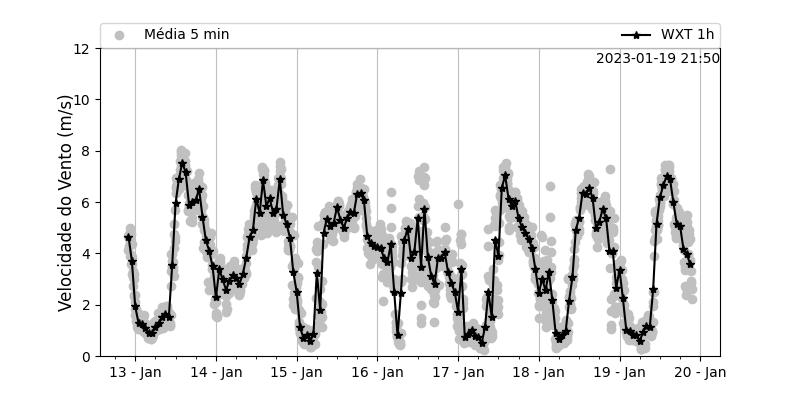 Média 5 min
WXT 1h
2023-01-19 21:50
Velocidade do Vento (m/s)
12
10
8
6
4
2
0
13 - Jan
14 - Jan
15 - Jan
16 - Jan
17 - Jan
18 - Jan
19 - Jan
20 - Jan